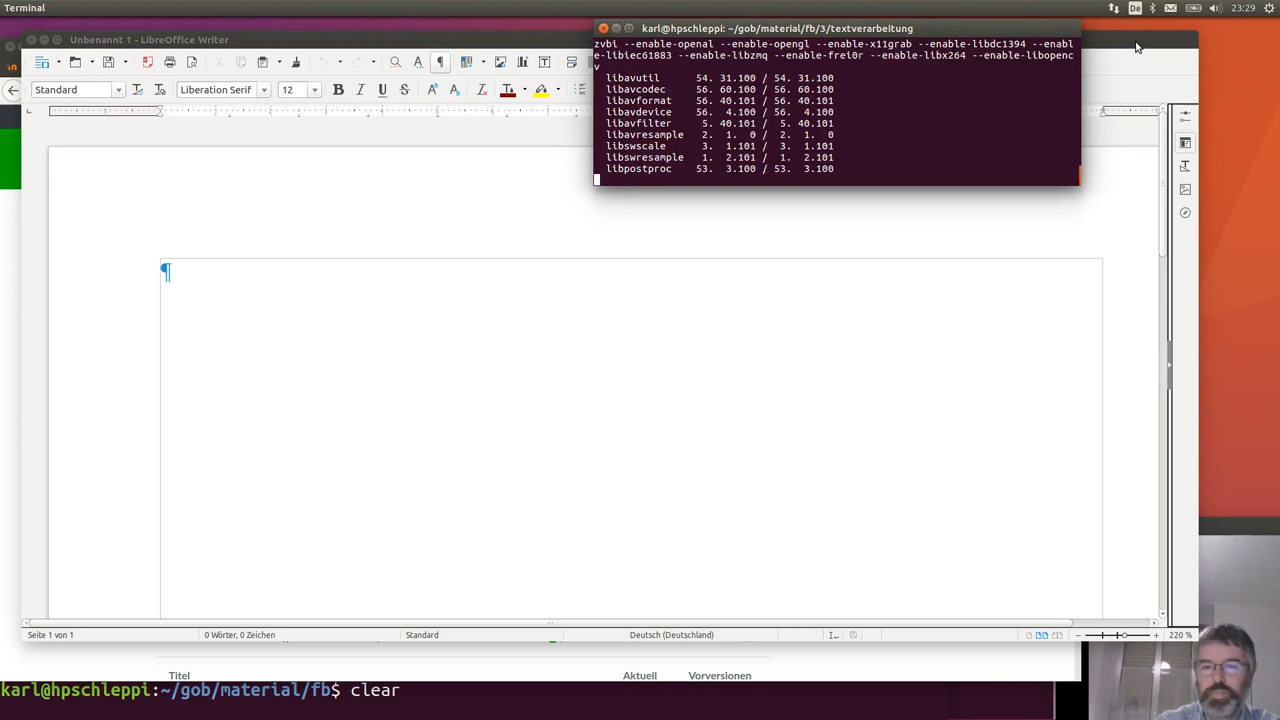 Terminal
De
23:29
Unbenannt 1 - LibreOffice Writer
karl@hpschleppi: ~/gob/material/fb/3/textverarbeitung
zvbi --enable-openal --enable-opengl --enable-x11grab --enable-libdc1394 --enabl
e-libiec61883 --enable-libzmq --enable-frei0r --enable-libx264 --enable-libopenc
v
libavutil 54. 31.100 / 54. 31.100
libavcodec 56. 60.100 / 56. 60.100
libavformat 56. 40.101 / 56. 40.101
libavdevice 56. 4.100 / 56. 4.100
libavfilter 5. 40.101 / 5. 40.101
libavresample 2. 1. 0 / 2. 1. 0
libswscale 3. 1.101 / 3. 1.101
libswresample 1. 2.101 / 1. 2.101
libpostproc 53. 3.100 / 53. 3.100
Standard
Liberation Serif
12
¶
Seite 1 von 1
0 Wörter, 0 Zeichen
Standard
Deutsch (Deutschland)
220 %
Titel
Aktuell
Vorversionen
karl@hpschleppi:~/gob/material/fb$ clear